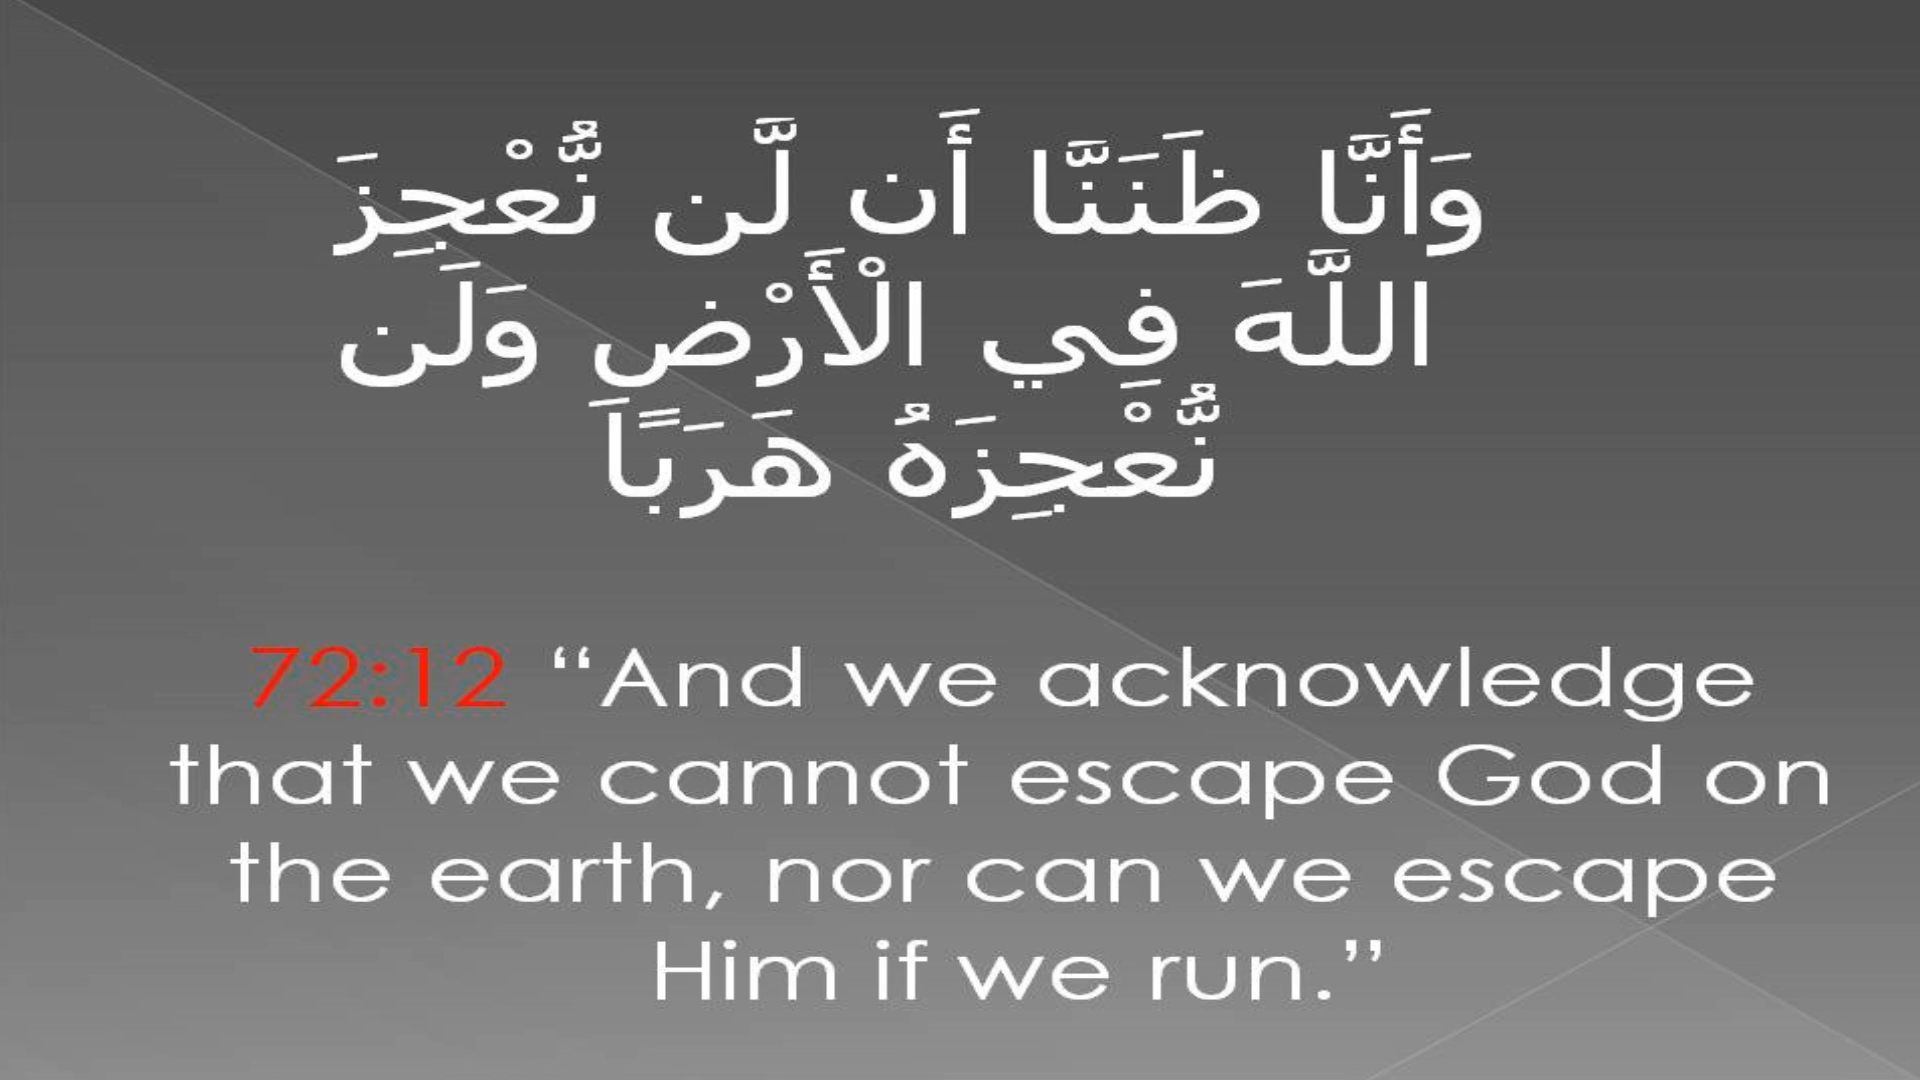 وَأَنَّا ظَنَنَّا أَن لَّن نُّعْجِزَ
اللَّهَ فِي الْأَرْضِ وَلَن
نُّعْجِزَهُ هَرَبًا
72:12 “And we acknowledge
that we cannot escape God on
the earth, nor can we escape
Him if we run.”